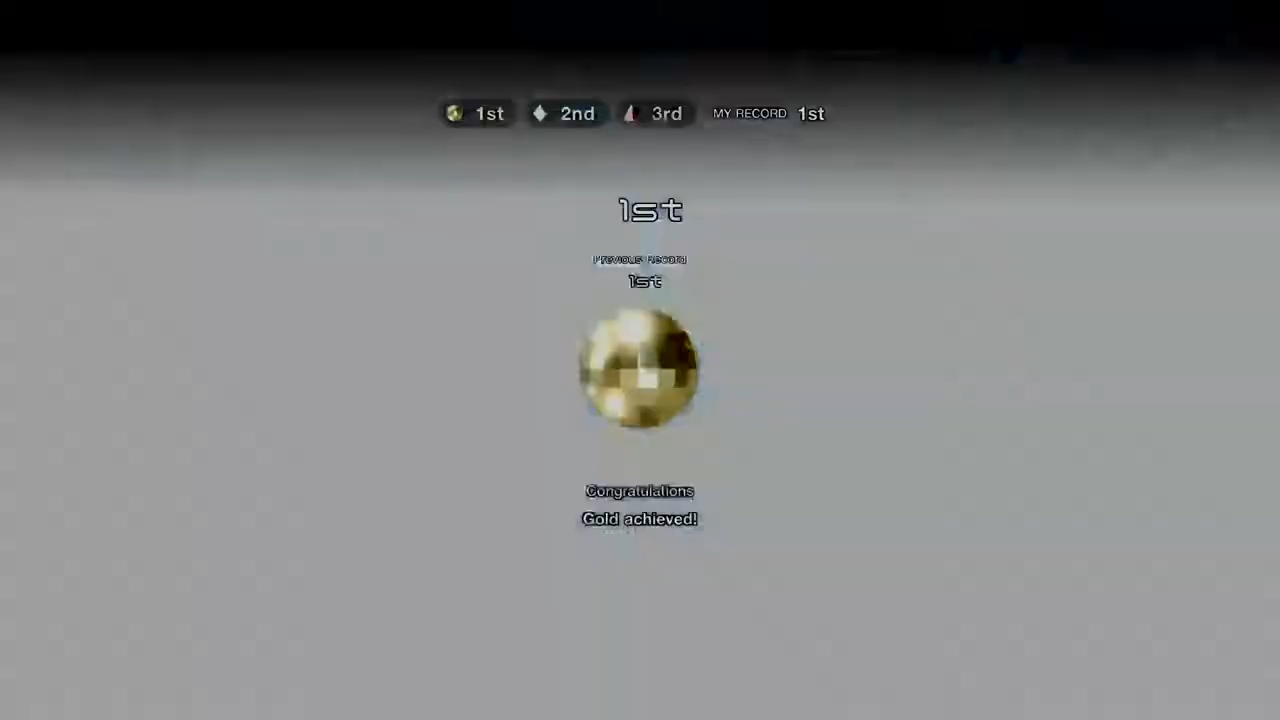 1st 2nd 3rd MY RECORD 1st
1st
Previous Record
1st
Congratulations
Gold achieved!